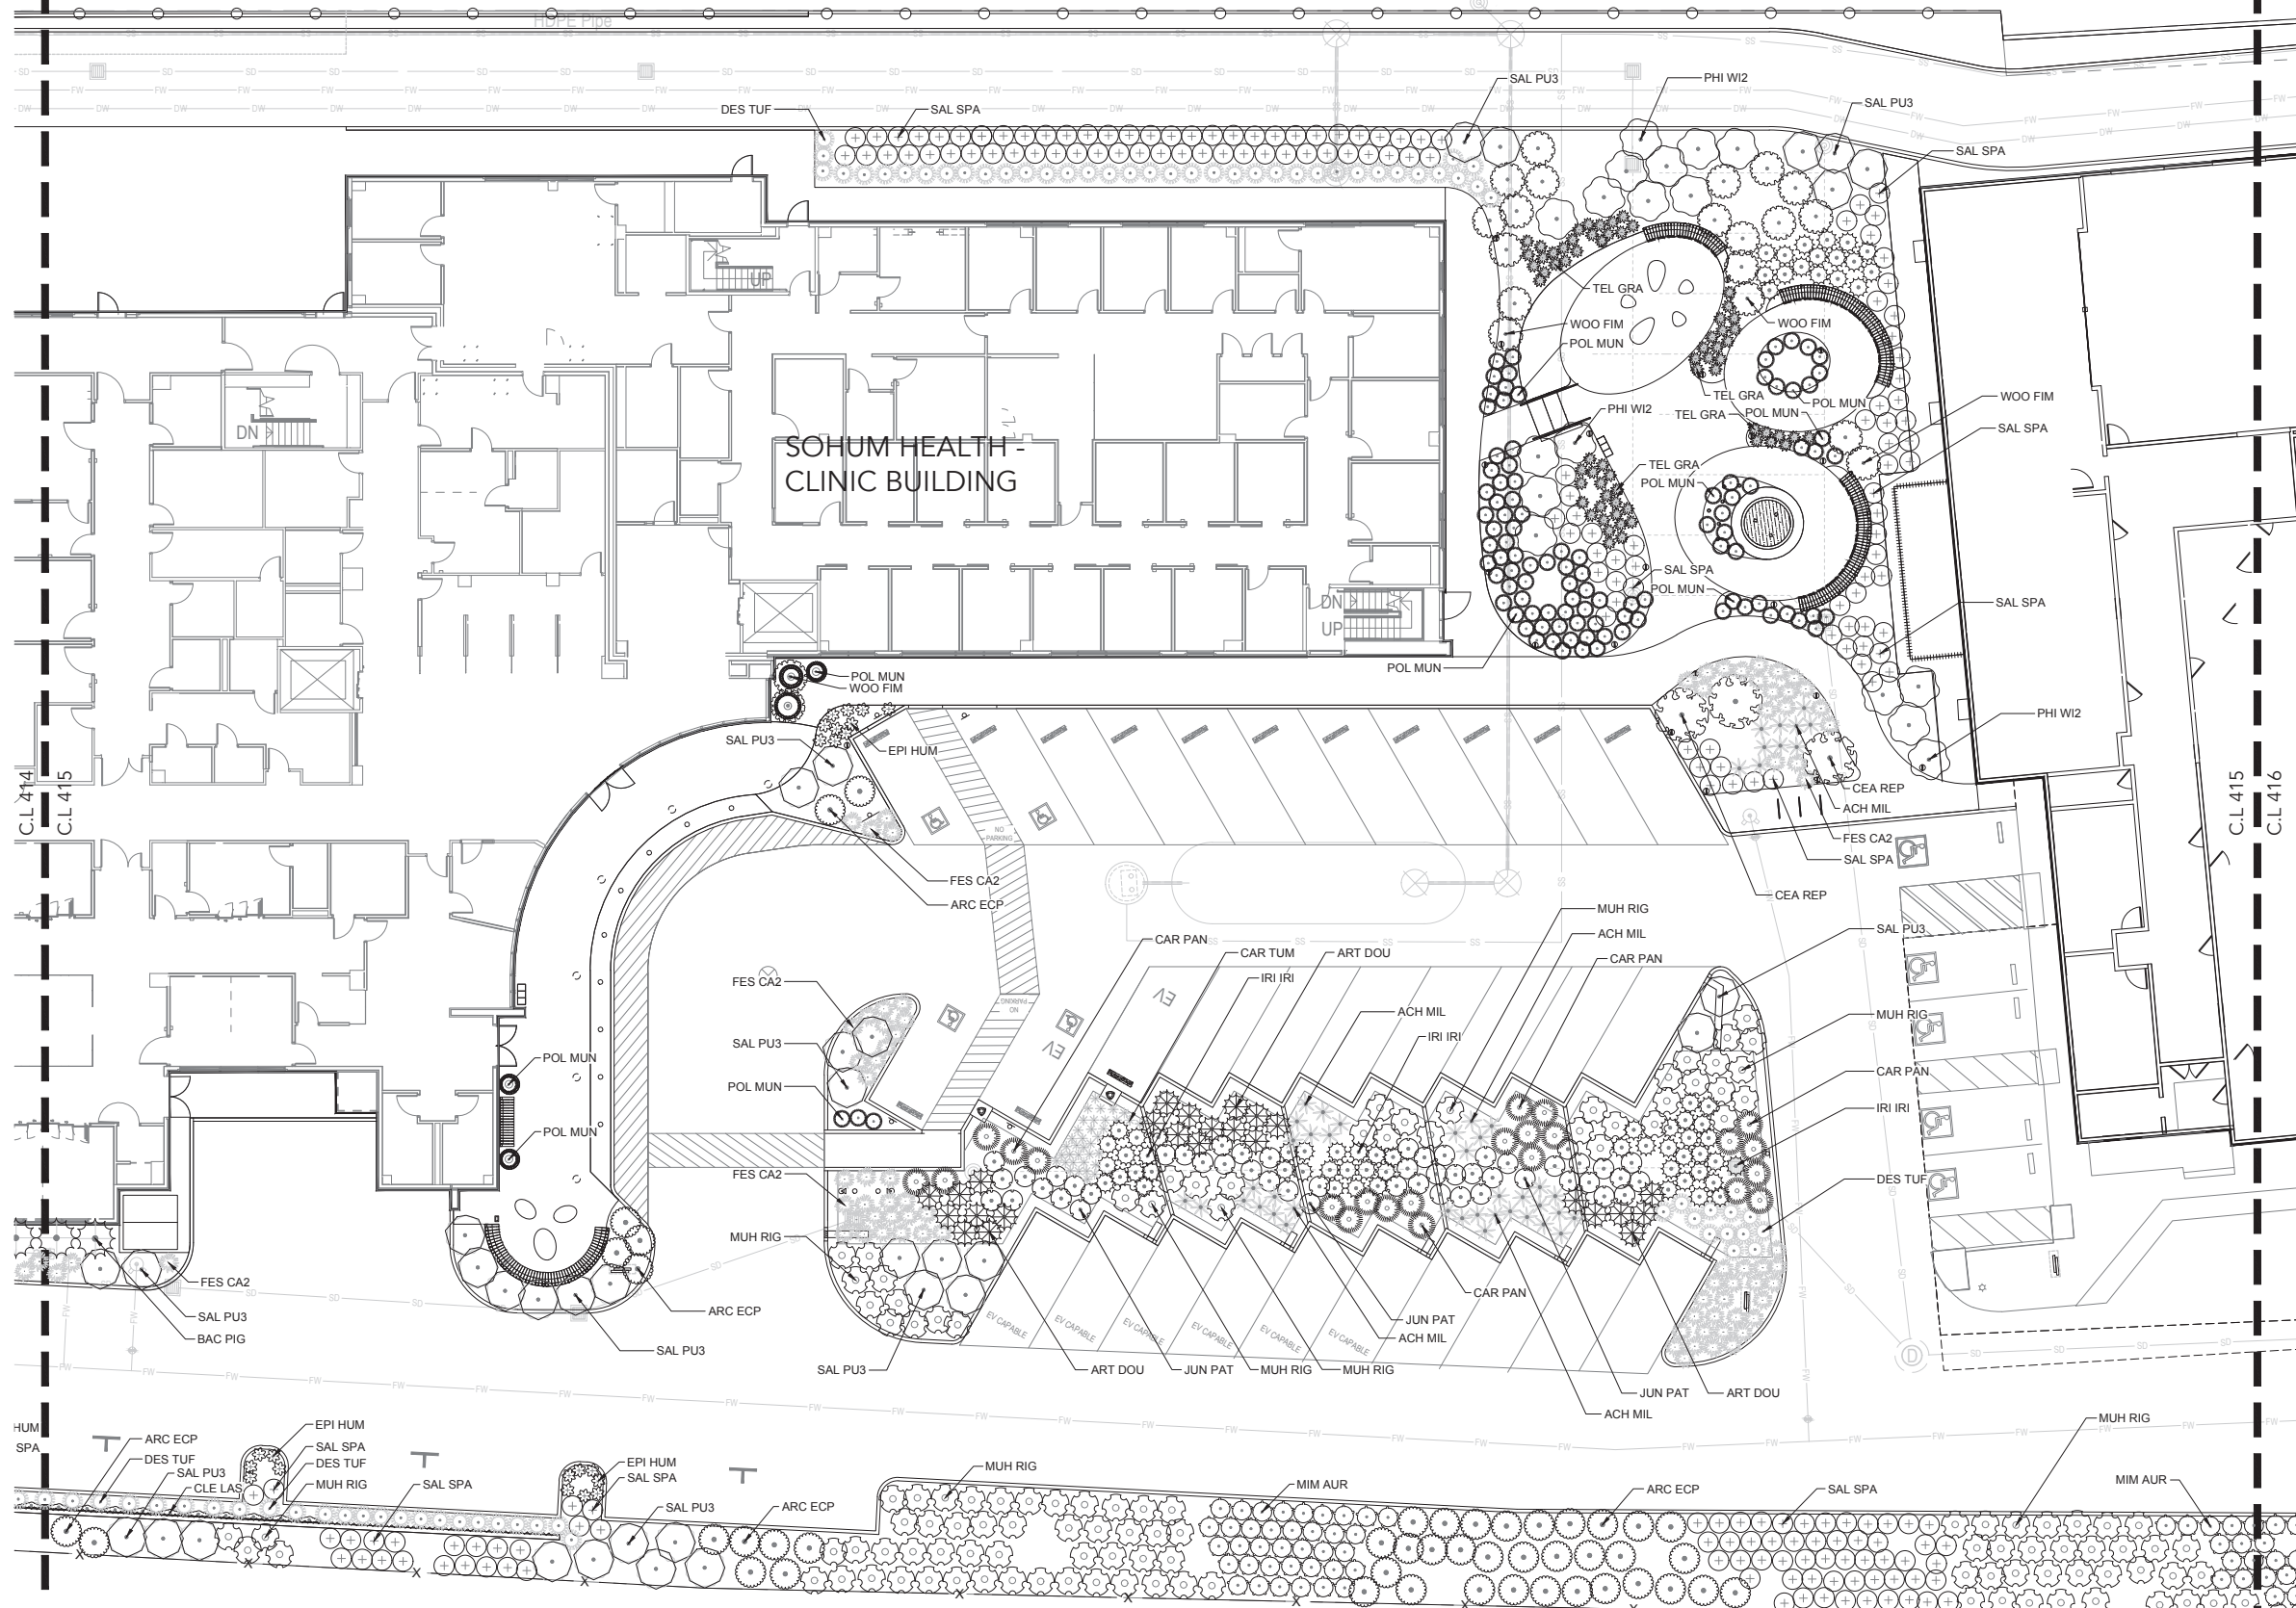 HDPE Pipe
SAL PU3
PHI WI2
SAL PU3
DES TUF
SAL SPA
SAL SPA
UP
TEL GRA
WOO FIM
WOO FIM
POL MUN
TEL GRA
POL MUN
WOO FIM
PHI WI2
TEL GRA
POL MUN
SAL SPA
DN
SOHUM HEALTH -
CLINIC BUILDING
TEL GRA
POL MUN
SAL SPA
POL MUN
DN
UP
SAL SPA
POL MUN
POL MUN
WOO FIM
PHI WI2
SAL PU3
EPI HUM
C.L 414
C.L 415
C.L 415
C.L 416
CEA REP
ACH MIL
NO
PARKING
FES CA2
SAL SPA
FES CA2
CEA REP
ARC ECP
MUH RIG
SAL PU3
ACH MIL
CAR PAN
CAR TUM
ART DOU
CAR PAN
IRI IRI
FES CA2
EV
NO
PARKING
ACH MIL
MUH RIG
IRI IRI
SAL PU3
EV
POL MUN
CAR PAN
POL MUN
IRI IRI
POL MUN
FES CA2
DES TUF
MUH RIG
FES CA2
CAR PAN
ARC ECP
SAL PU3
JUN PAT
EV CAPABLE
EV CAPABLE
EV CAPABLE
EV CAPABLE
EV CAPABLE
EV CAPABLE
BAC PIG
ACH MIL
SAL PU3
SAL PU3
ART DOU
JUN PAT
MUH RIG
MUH RIG
JUN PAT
ART DOU
ACH MIL
HUM
EPI HUM
MUH RIG
ARC ECP
SAL SPA
SPA
DES TUF
DES TUF
EPI HUM
MUH RIG
SAL PU3
SAL SPA
MIM AUR
CLE LAS
MUH RIG
SAL SPA
MIM AUR
ARC ECP
SAL SPA
SAL PU3
ARC ECP